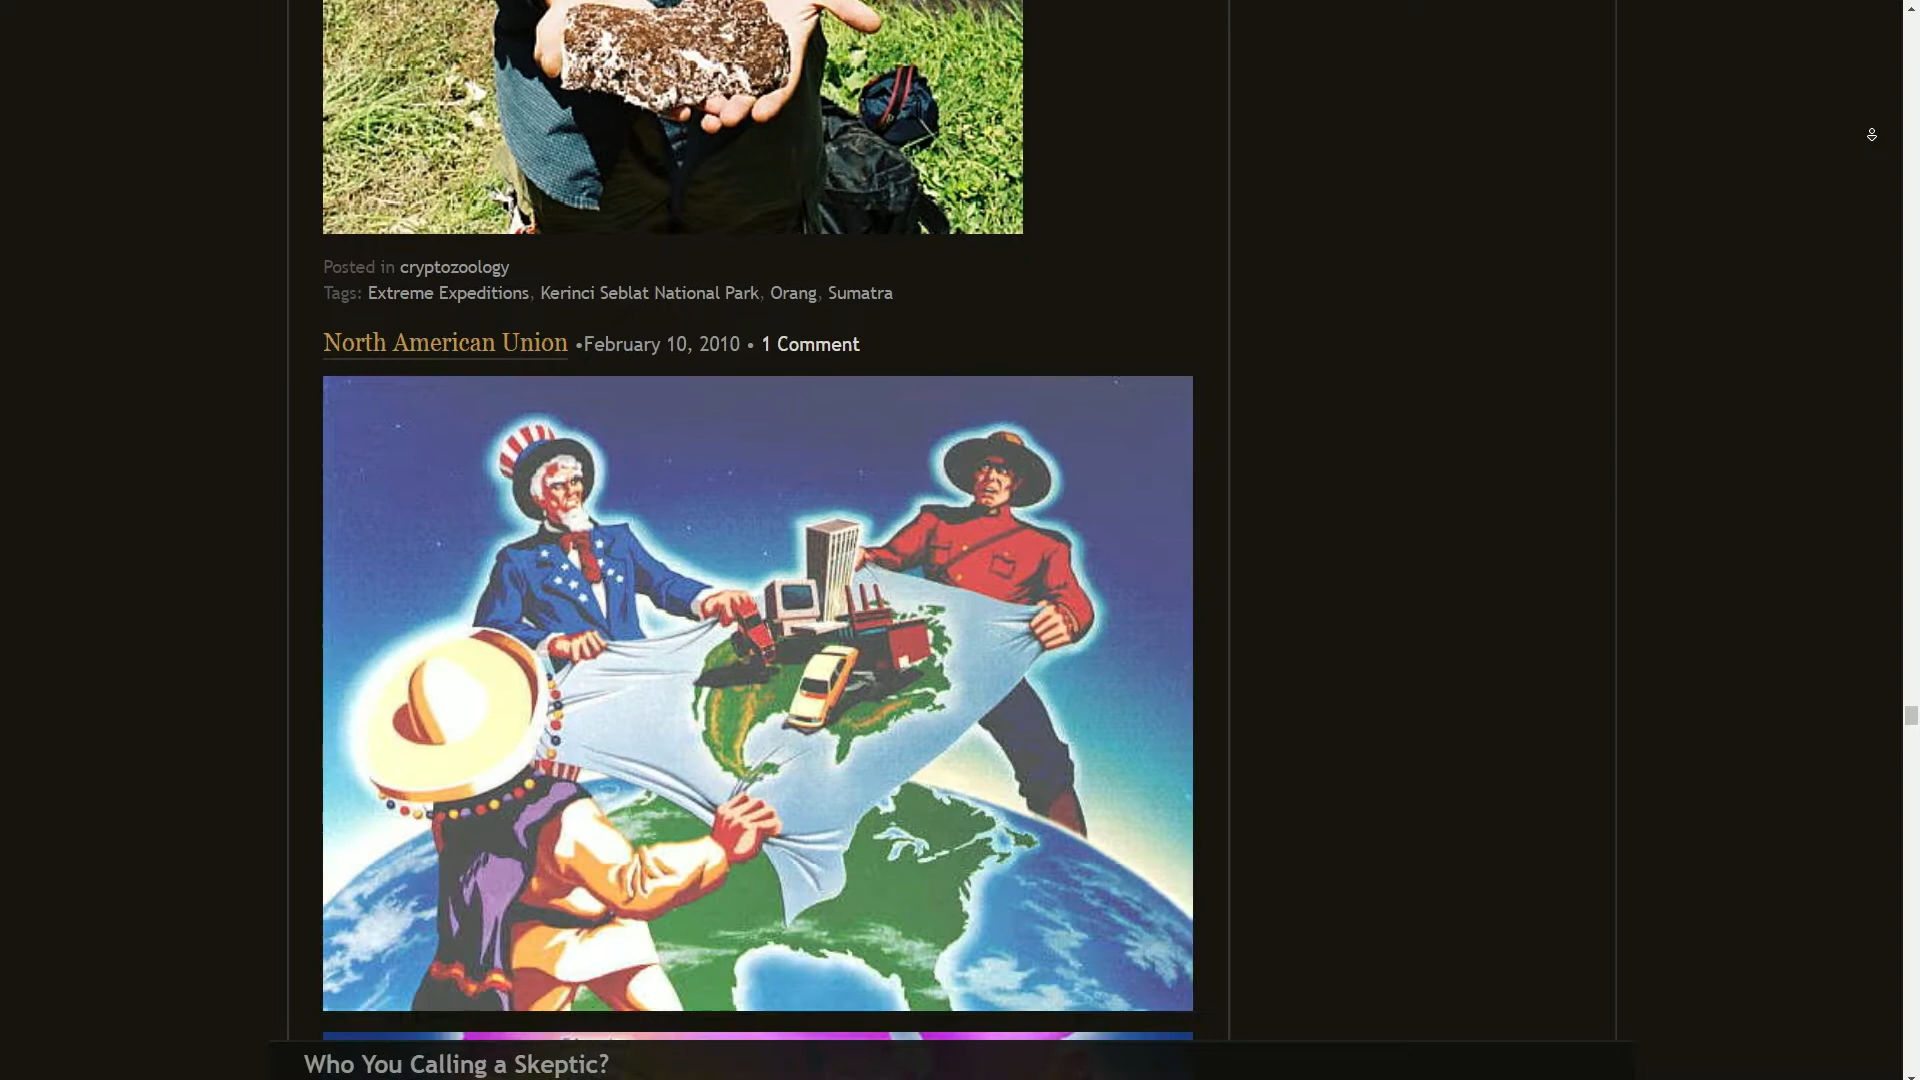 Posted in cryptozoology
Tags: Extreme Expeditions, Kerinci Seblat National Park, Orang, Sumatra
North American Union •February 10, 2010 • 1 Comment
Who You Calling a Skeptic?